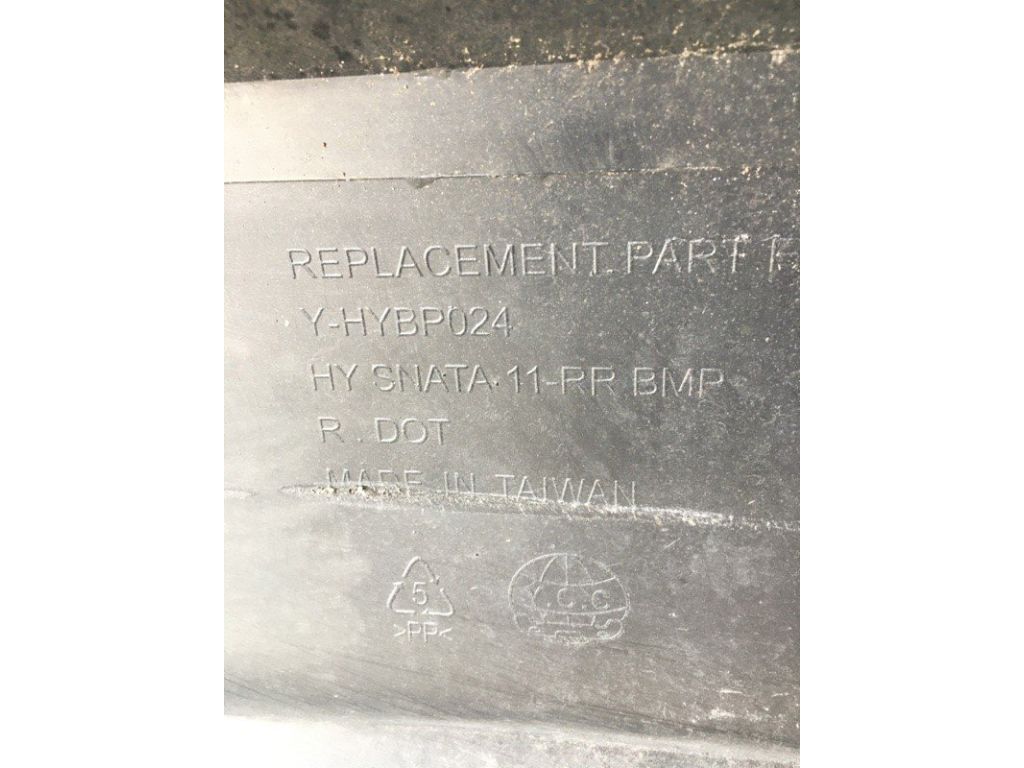 REPLACEMENT PART F
Y-HYBP024
HY SNATA 11-RR BMP
R . DOT
MADE IN TAIWAN
5
>PP<
Y.C.C